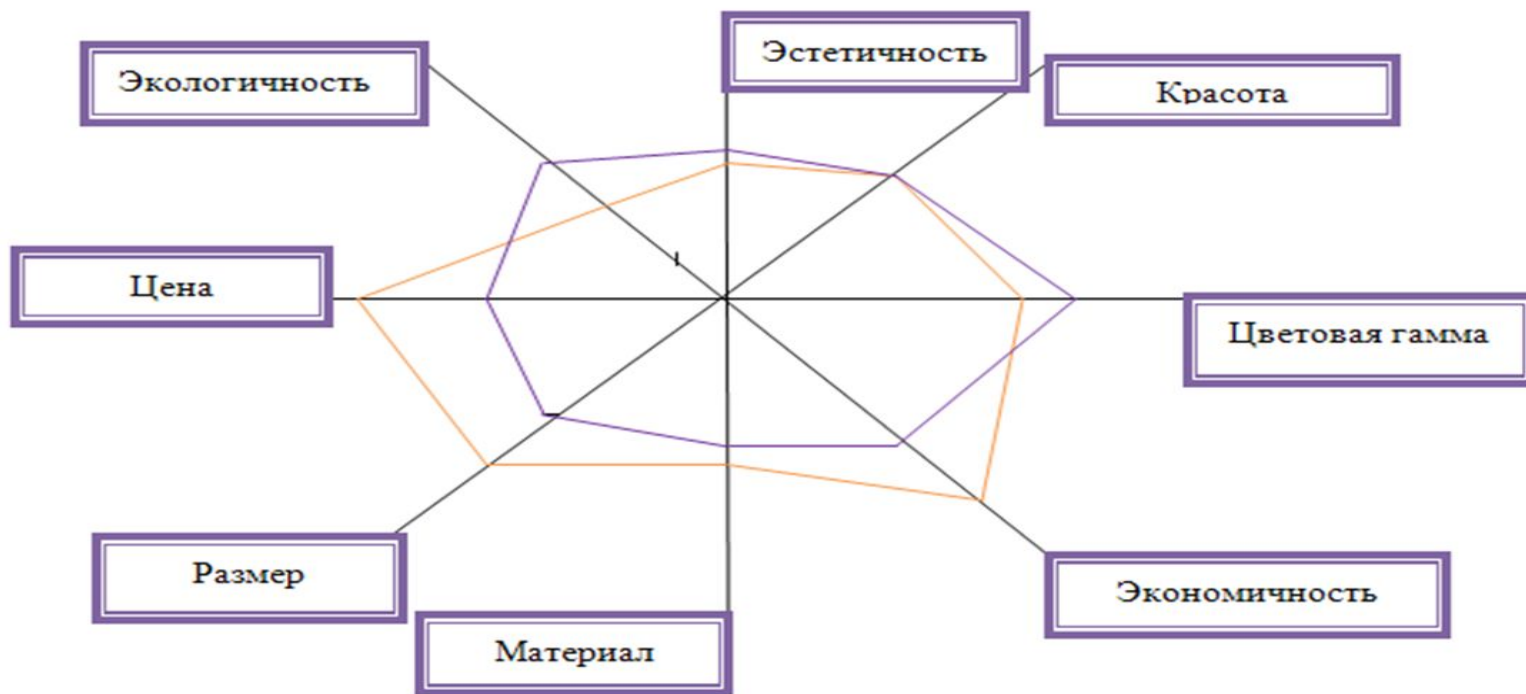 Эстетичность
Экологичность
Красота
Цена
Цветовая гамма
Размер
Экономичность
Материал